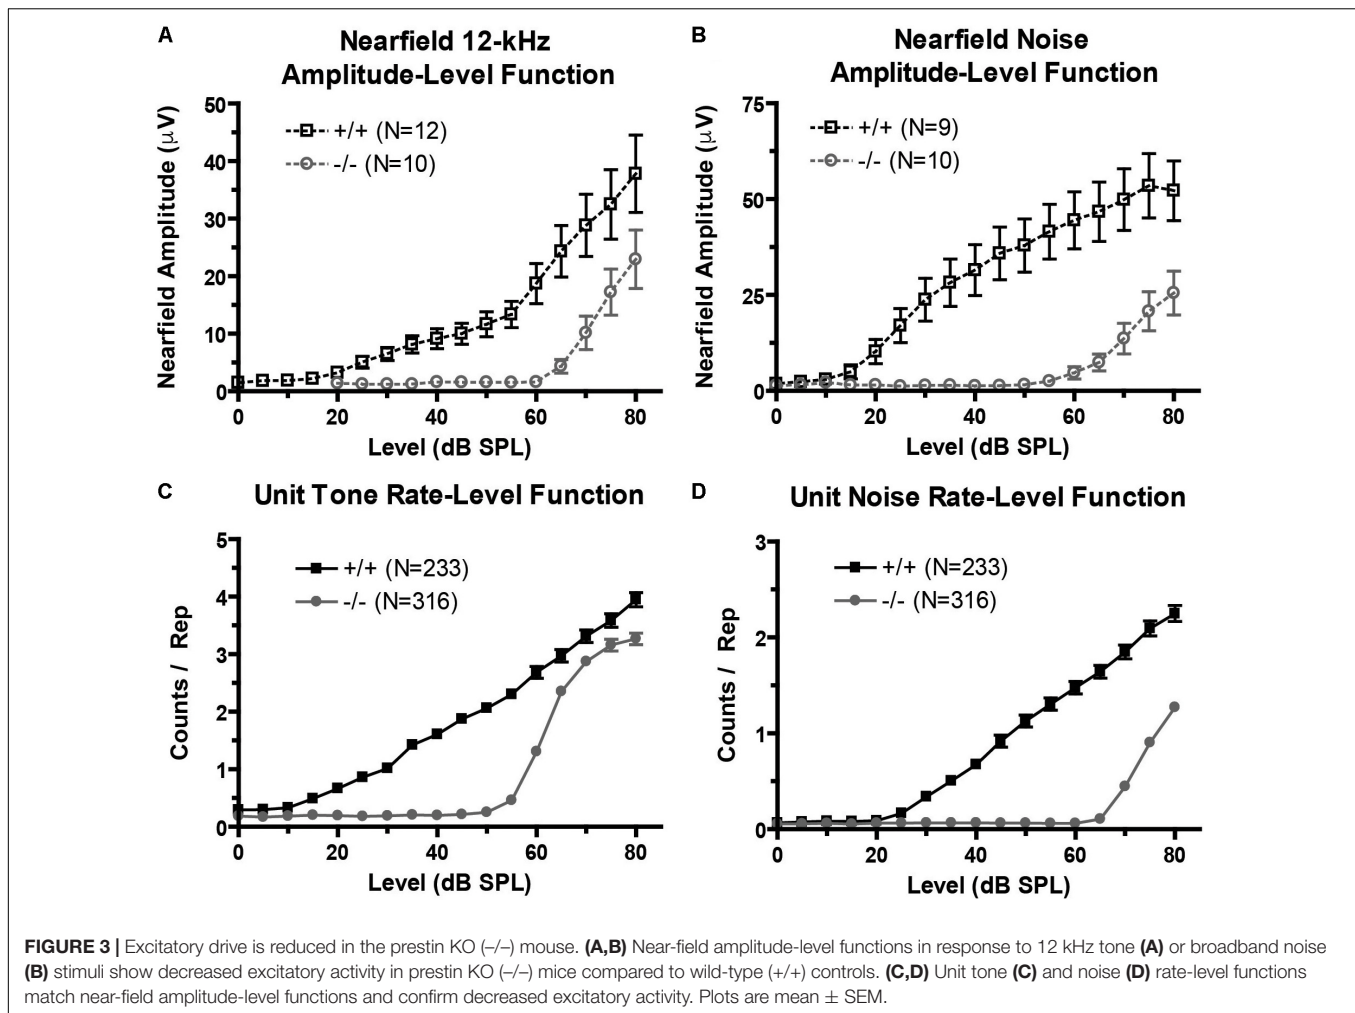 A
Nearfield 12-kHz
Amplitude-Level Function
Nearfield Amplitude (μV)
50
40
30
20
10
0
+/+ (N=12)
-/- (N=10)
0 20 40 60 80
Level (dB SPL)
B
Nearfield Noise
Amplitude-Level Function
Nearfield Amplitude (μV)
75
50
25
0
+/+ (N=9)
-/- (N=10)
0 20 40 60 80
Level (dB SPL)
C
Unit Tone Rate-Level Function
Counts / Rep
5
4
3
2
1
0
+/+ (N=233)
-/- (N=316)
0 20 40 60 80
Level (dB SPL)
D
Unit Noise Rate-Level Function
Counts / Rep
3
2
1
0
+/+ (N=233)
-/- (N=316)
0 20 40 60 80
Level (dB SPL)
FIGURE 3 | Excitatory drive is reduced in the prestin KO (–/–) mouse. (A,B) Near-field amplitude-level functions in response to 12 kHz tone (A) or broadband noise
(B) stimuli show decreased excitatory activity in prestin KO (–/–) mice compared to wild-type (+/+) controls. (C,D) Unit tone (C) and noise (D) rate-level functions
match near-field amplitude-level functions and confirm decreased excitatory activity. Plots are mean ± SEM.